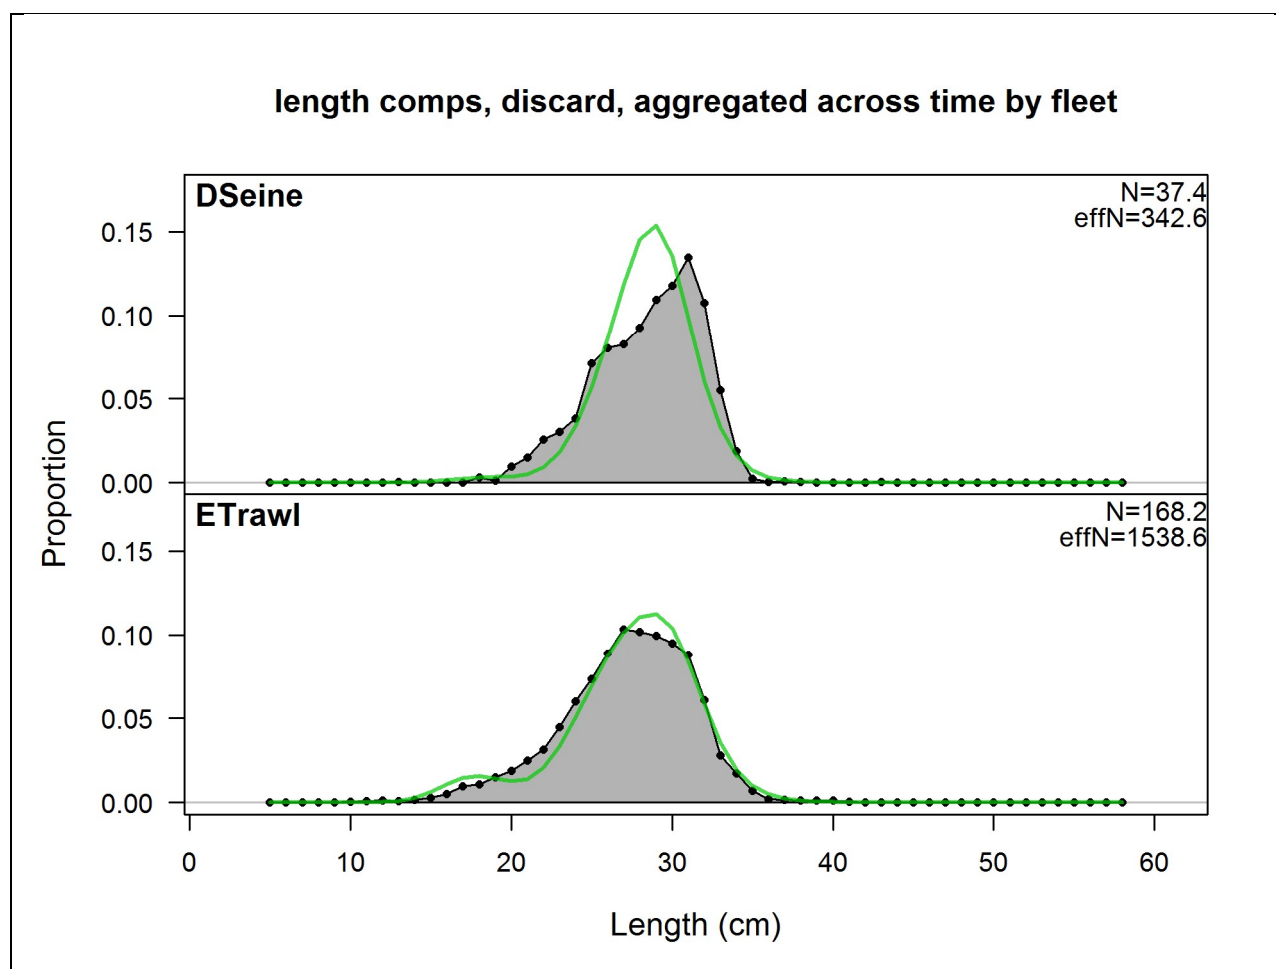 length comps, discard, aggregated across time by fleet
DSeine
N=37.4
effN=342.6
0.15
0.10
0.05
0.00
ETrawl
N=168.2
effN=1538.6
0.15
0.10
0.05
0.00
Proportion
0 10 20 30 40 50 60
Length (cm)